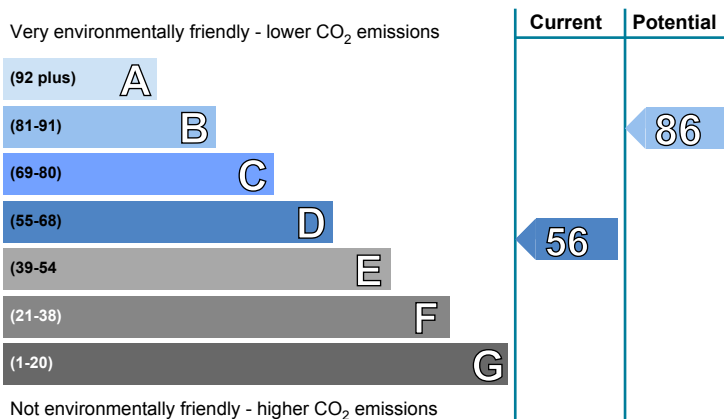 Current Potential
Very environmentally friendly - lower CO2 emissions
(92 plus) A
(81-91) B
86
(69-80) C
(55-68) D
56
(39-54 E
(21-38) F
(1-20) G
Not environmentally friendly - higher CO2 emissions